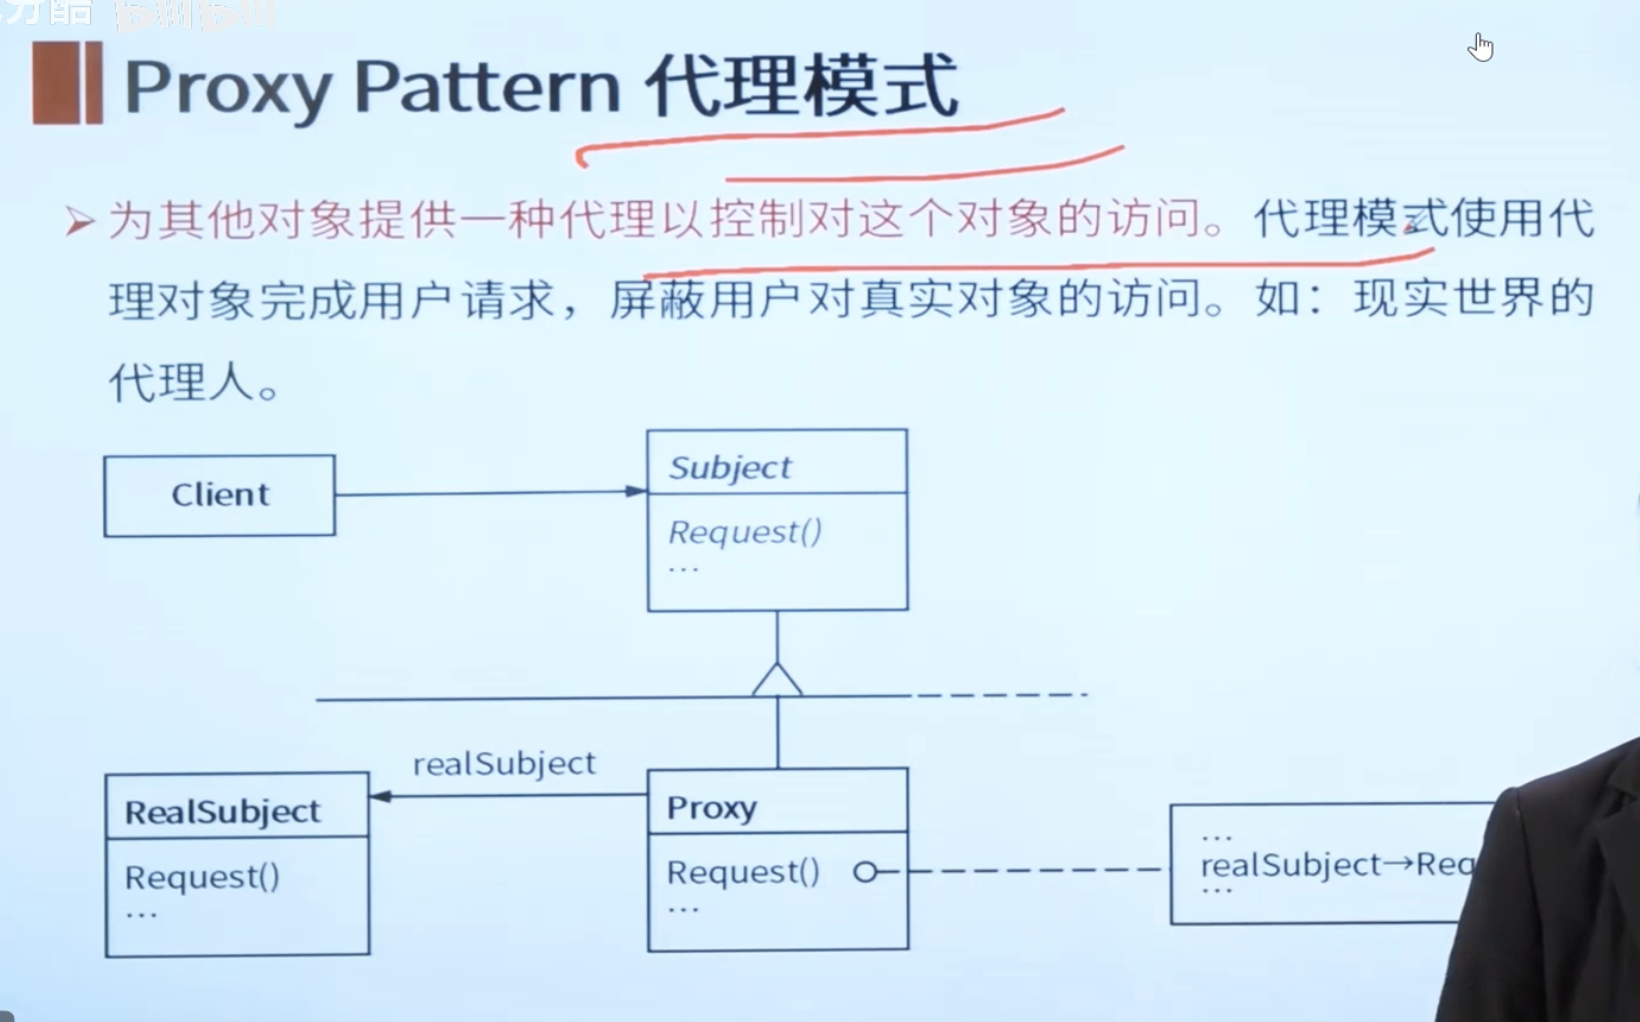 Proxy Pattern 代理模式
➢为其他对象提供一种代理以控制对这个对象的访问。代理模式使用代
理对象完成用户请求，屏蔽用户对真实对象的访问。如：现实世界的
代理人。
Client
Subject
Request()
...
realSubject
RealSubject
Request()
...
Proxy
Request()
...
...
realSubject→Req
...